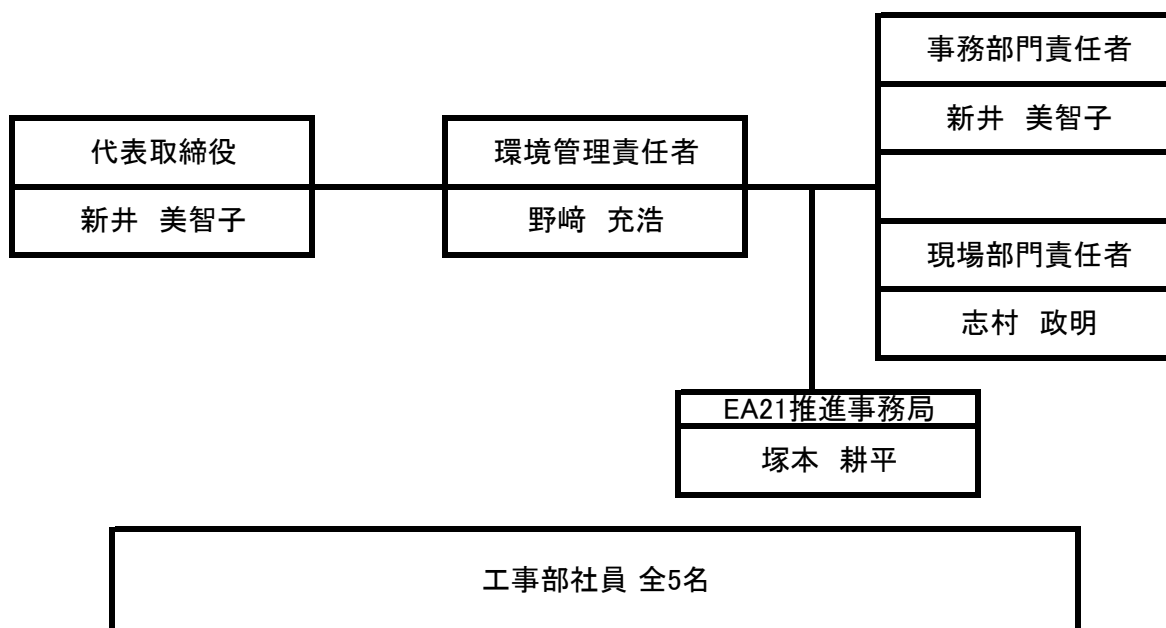 代表取締役
新井　美智子
環境管理責任者
野﨑　充浩
事務部門責任者
新井　美智子
現場部門責任者
志村　政明
EA21推進事務局
塚本　耕平
工事部社員 全5名